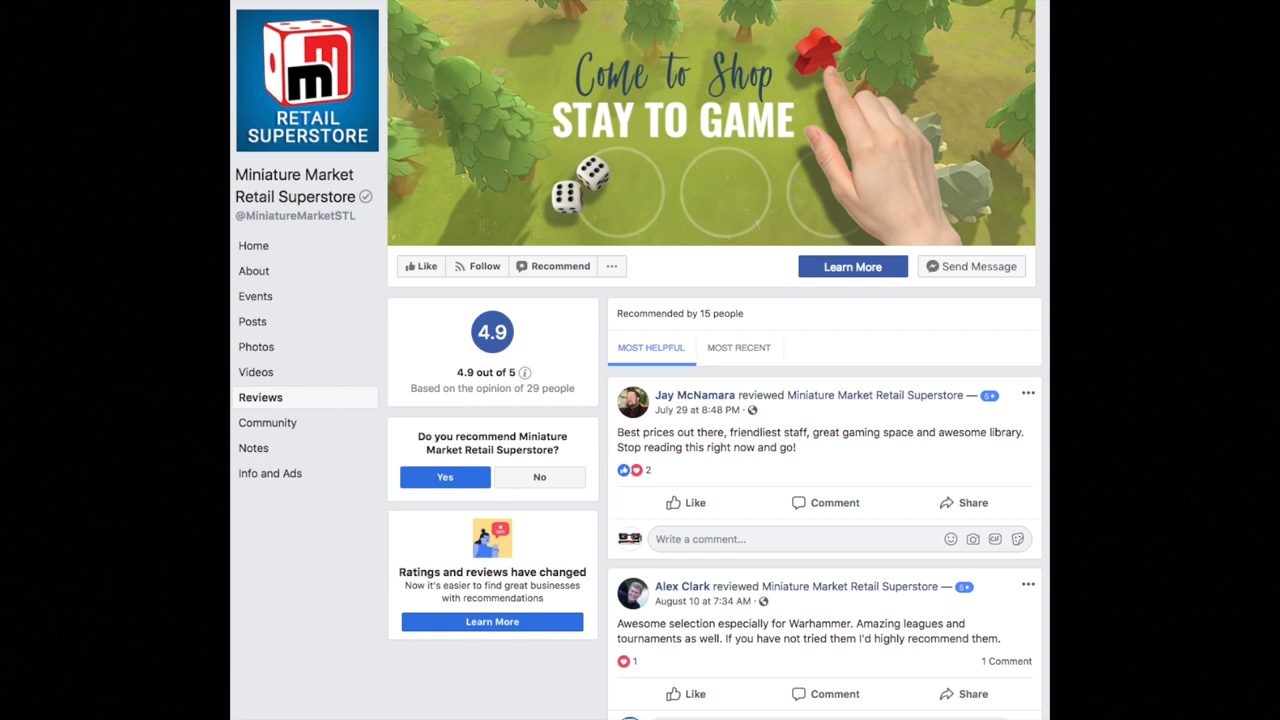 m m
RETAIL
SUPERSTORE
Come to Shop
STAY TO GAME
Miniature Market
Retail Superstore
@MiniatureMarketSTL
Home
About
Events
Posts
Photos
Videos
Reviews
Community
Notes
Info and Ads
Like
Follow
Recommend
...
Learn More
Send Message
4.9
4.9 out of 5
Based on the opinion of 29 people
Do you recommend Miniature
Market Retail Superstore?
Yes
No
Ratings and reviews have changed
Now it's easier to find great businesses
with recommendations
Learn More
Recommended by 15 people
MOST HELPFUL
MOST RECENT
Jay McNamara reviewed Miniature Market Retail Superstore — 5★
July 29 at 8:48 PM ·
Best prices out there, friendliest staff, great gaming space and awesome library.
Stop reading this right now and go!
2
Like
Comment
Share
Write a comment...
GIF
Alex Clark reviewed Miniature Market Retail Superstore — 5★
August 10 at 7:34 AM ·
Awesome selection especially for Warhammer. Amazing leagues and
tournaments as well. If you have not tried them I'd highly recommend them.
1
1 Comment
Like
Comment
Share